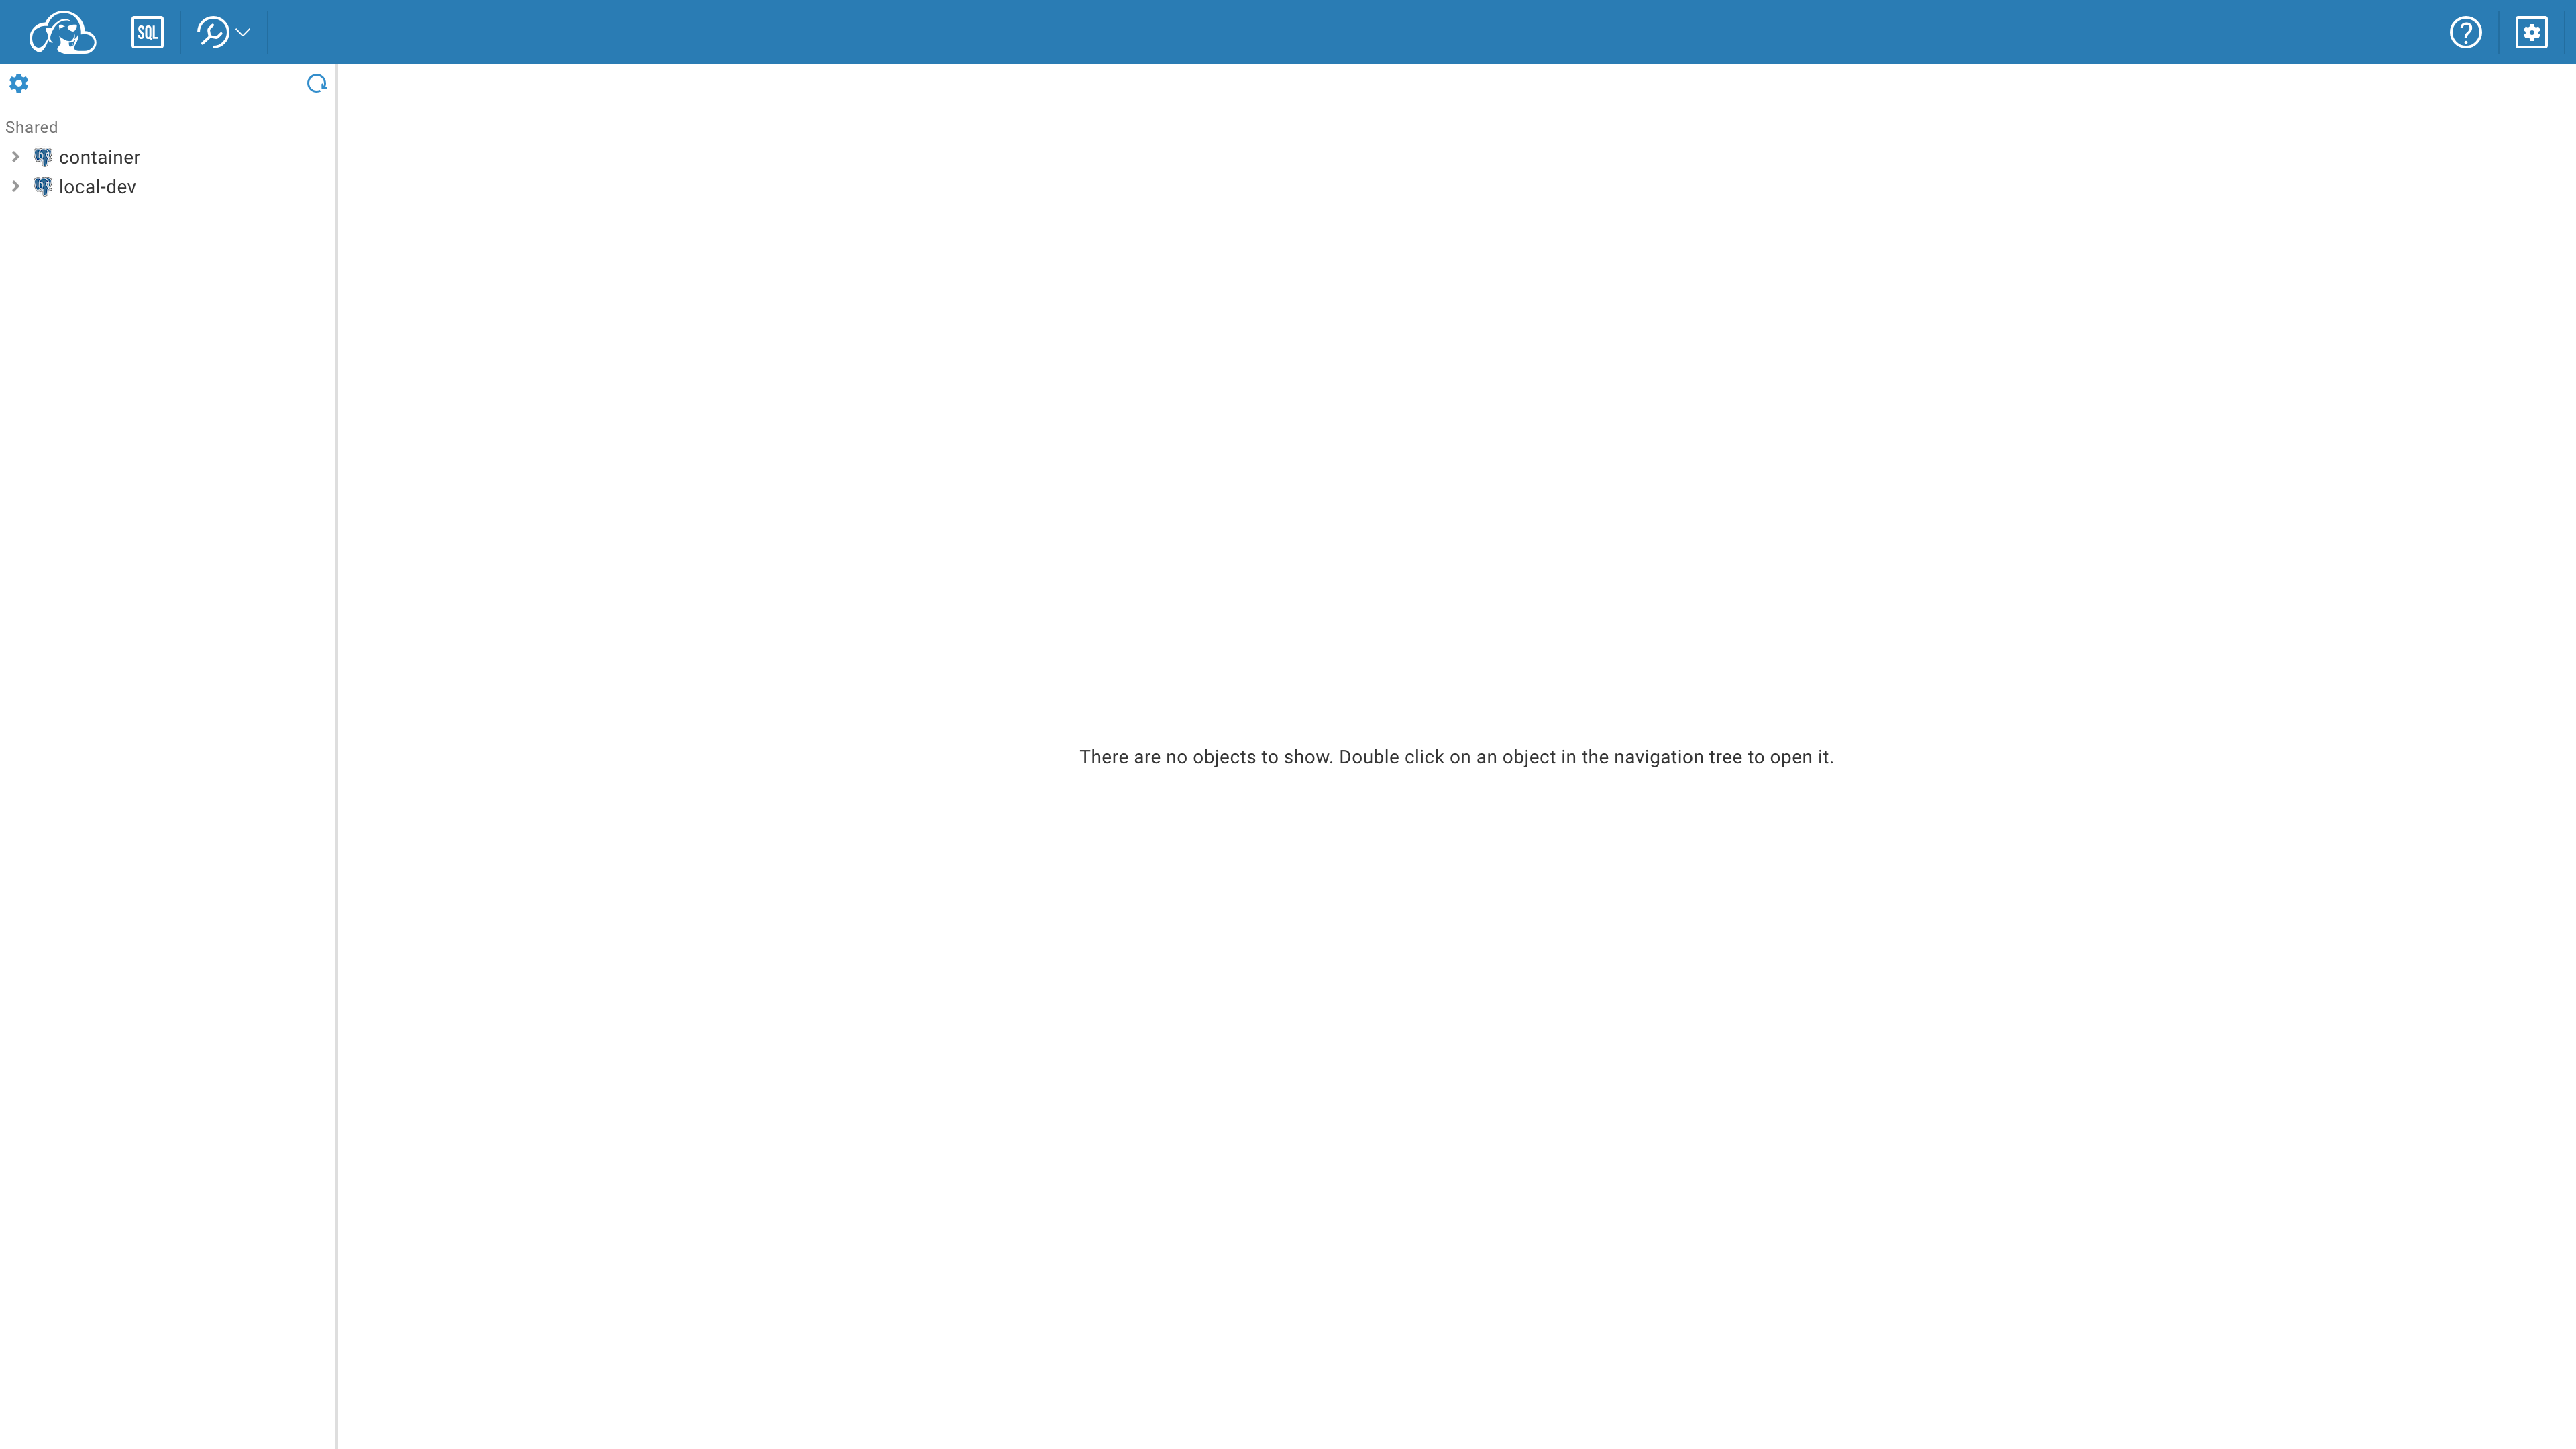 SQL
Shared
container
local-dev
There are no objects to show. Double click on an object in the navigation tree to open it.